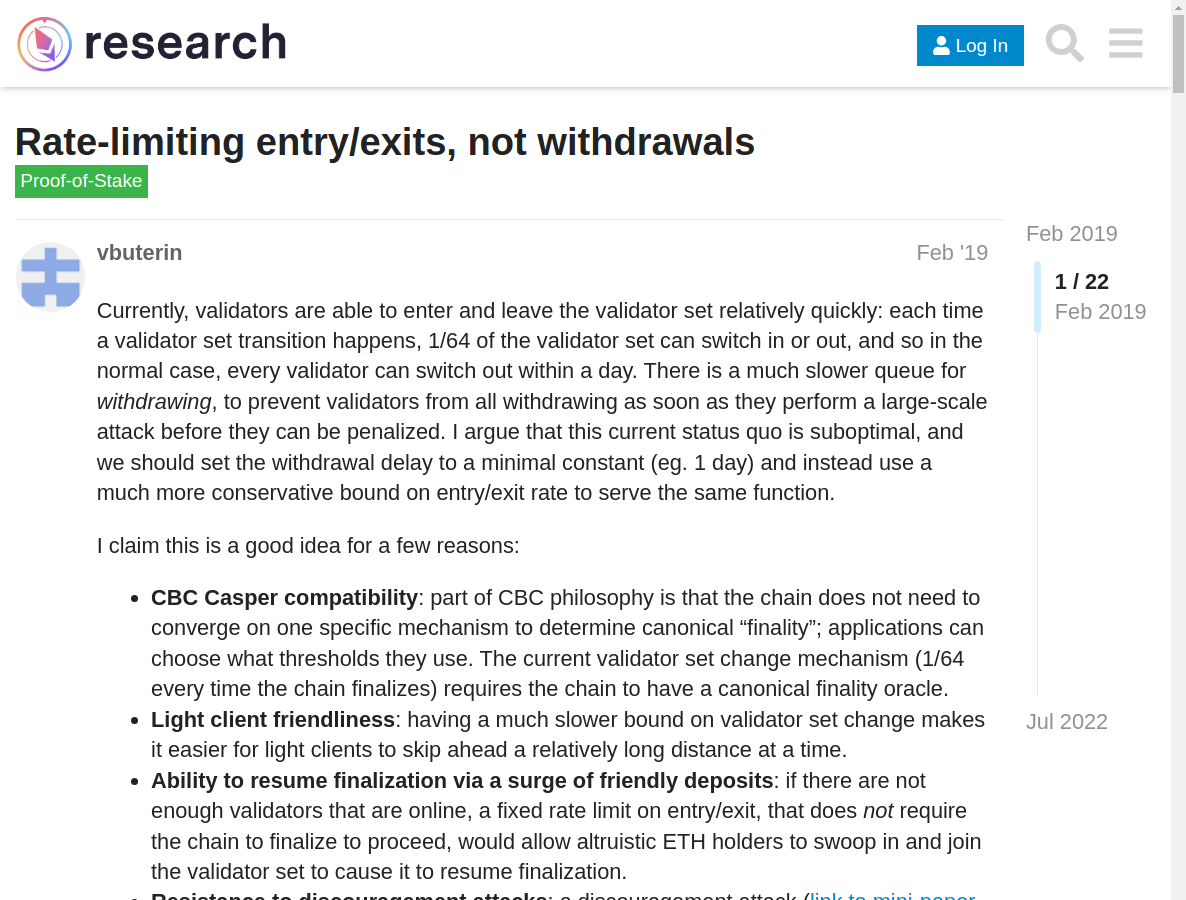 research
Log In
Rate-limiting entry/exits, not withdrawals
Proof-of-Stake
vbuterin
Feb '19
Currently, validators are able to enter and leave the validator set relatively quickly: each time
a validator set transition happens, 1/64 of the validator set can switch in or out, and so in the
normal case, every validator can switch out within a day. There is a much slower queue for
withdrawing, to prevent validators from all withdrawing as soon as they perform a large-scale
attack before they can be penalized. I argue that this current status quo is suboptimal, and
we should set the withdrawal delay to a minimal constant (eg. 1 day) and instead use a
much more conservative bound on entry/exit rate to serve the same function.
I claim this is a good idea for a few reasons:
• CBC Casper compatibility: part of CBC philosophy is that the chain does not need to
converge on one specific mechanism to determine canonical “finality”; applications can
choose what thresholds they use. The current validator set change mechanism (1/64
every time the chain finalizes) requires the chain to have a canonical finality oracle.
• Light client friendliness: having a much slower bound on validator set change makes
it easier for light clients to skip ahead a relatively long distance at a time.
• Ability to resume finalization via a surge of friendly deposits: if there are not
enough validators that are online, a fixed rate limit on entry/exit, that does not require
the chain to finalize to proceed, would allow altruistic ETH holders to swoop in and join
the validator set to cause it to resume finalization.
• Resistance to discouragement attacks: a discouragement attack (link to mini-paper
Feb 2019
1 / 22
Feb 2019
Jul 2022